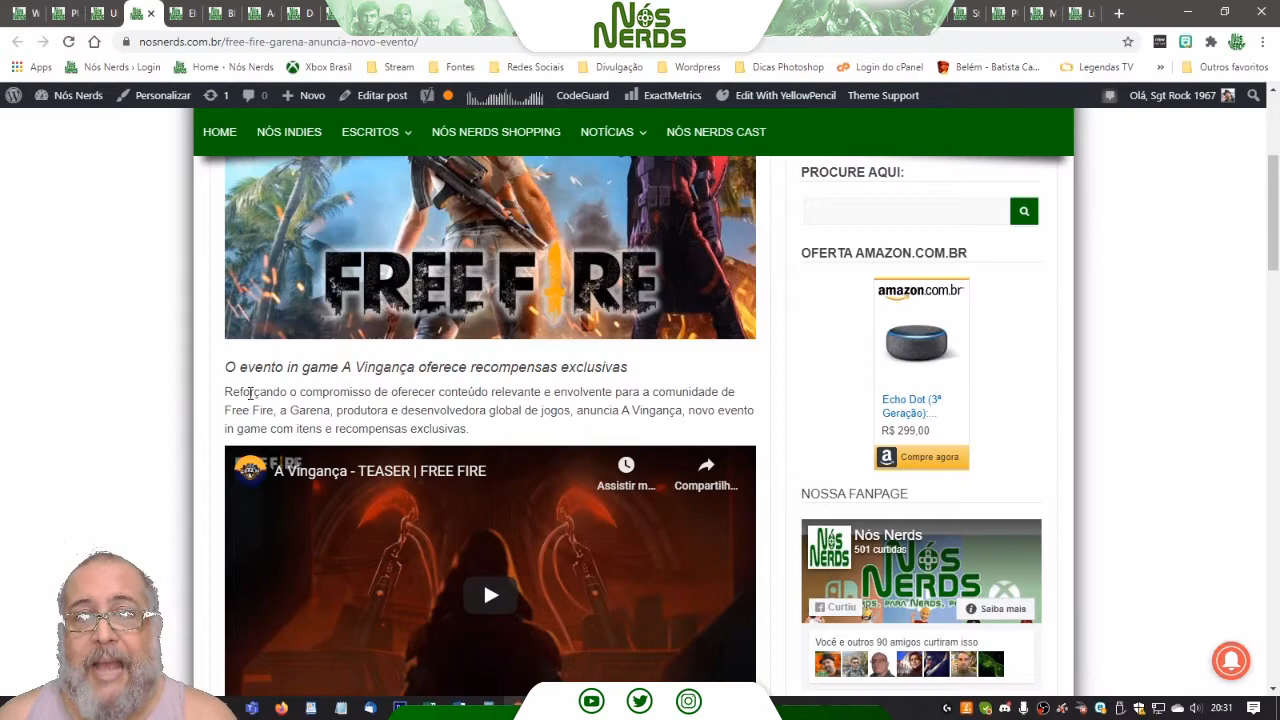 NÓS
NERDS
nosnerds.com.br/free-fire-garena-anuncia-novo-evento/
Apps
Nós Nerds › Login
Home - Nós Nerds
Xbox Brasil
Stream
Fontes
Redes Sociais
Divulgação
Wordpress
Dicas Photoshop
Login do cPanel
Belém - Batista Ca...
Legendas TV
»
Outros favoritos
Nós Nerds
Personalizar
1
0
Novo
Editar post
CodeGuard
ExactMetrics
Edit With YellowPencil
Theme Support
Olá, Sgt Rock 1967
HOME
NÓS INDIES
ESCRITOS
NÓS NERDS SHOPPING
NOTÍCIAS
NÓS NERDS CAST
FREE FIRE
O evento in game A Vingança oferece recompensas exclusivas
Reforçando o compromisso de oferecer conteúdo relevante e envolvente para a comunidade de
Free Fire, a Garena, produtora e desenvolvedora global de jogos, anuncia A Vingança, novo evento
in game com itens e recompensas exclusivas.
A Vingança - TEASER | FREE FIRE
Assistir m...
Compartilh...
PROCURE AQUI:
OFERTA AMAZON.COM.BR
amazon.com.br
Echo Dot (3ª
Geração):...
R$ 299,00
Compre agora
NOSSA FANPAGE
NÓS
NERDS
Nós Nerds
501 curtidas
NÓS
NERDS
Curtiu
Saiba mais
Você e outros 90 amigos curtiram isso
20:31